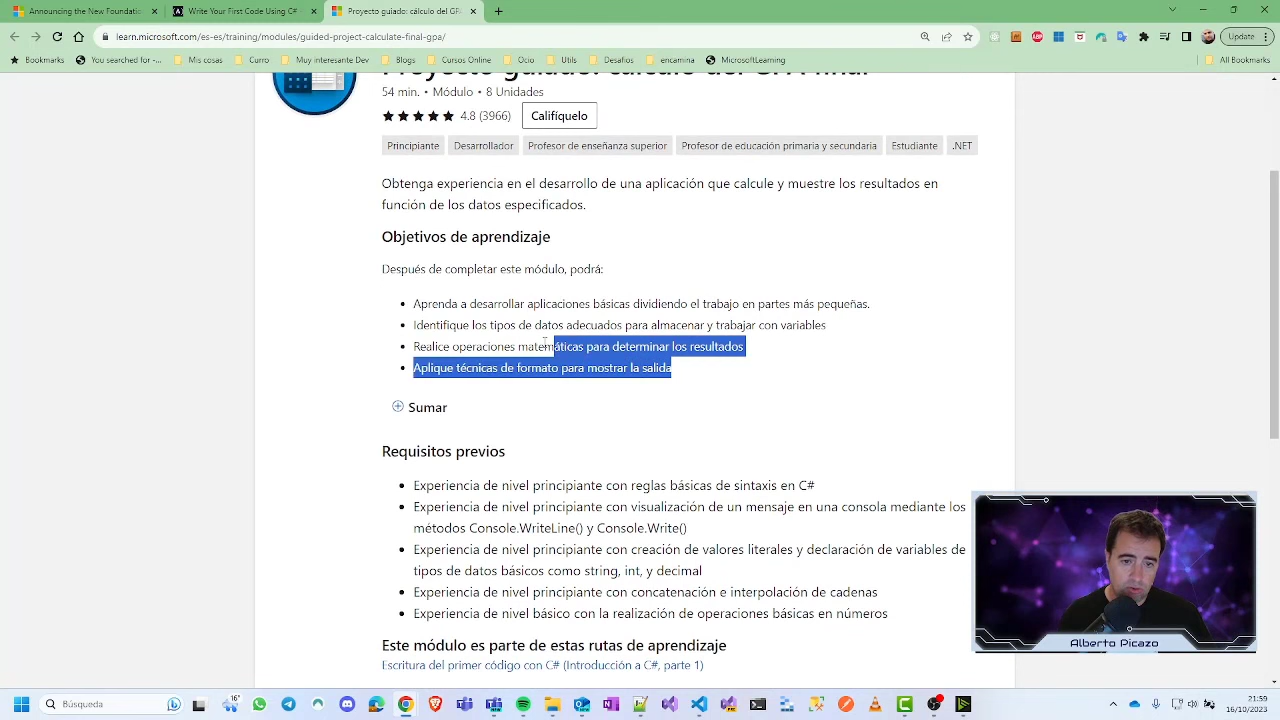 Announcing the New Foundatio
Write Your First Code Using C#
Proyecto guiado: cálculo del GPA
learn.microsoft.com/es-es/training/modules/guided-project-calculate-final-gpa/
Update
Bookmarks
You searched for -...
Mis cosas
Curro
Muy interesante Dev
Blogs
Cursos Online
Ocio
Utils
Desafios
encamina
MicrosoftLearning
All Bookmarks
Proyecto guiado: cálculo del GPA final
54 min. • Módulo • 8 Unidades
4.8 (3966)
Califíquelo
Principiante
Desarrollador
Profesor de enseñanza superior
Profesor de educación primaria y secundaria
Estudiante
.NET
Obtenga experiencia en el desarrollo de una aplicación que calcule y muestre los resultados en
función de los datos especificados.
Objetivos de aprendizaje
Después de completar este módulo, podrá:
• Aprenda a desarrollar aplicaciones básicas dividiendo el trabajo en partes más pequeñas.
• Identifique los tipos de datos adecuados para almacenar y trabajar con variables
• Realice operaciones matemáticas para determinar los resultados
• Aplique técnicas de formato para mostrar la salida
Sumar
Requisitos previos
• Experiencia de nivel principiante con reglas básicas de sintaxis en C#
• Experiencia de nivel principiante con visualización de un mensaje en una consola mediante los
métodos Console.WriteLine() y Console.Write()
• Experiencia de nivel principiante con creación de valores literales y declaración de variables de
tipos de datos básicos como string, int, y decimal
• Experiencia de nivel principiante con concatenación e interpolación de cadenas
• Experiencia de nivel básico con la realización de operaciones básicas en números
Este módulo es parte de estas rutas de aprendizaje
Escritura del primer código con C# (Introducción a C#, parte 1)
Alberto Picazo
Búsqueda
16°
21:59
16/10/2023